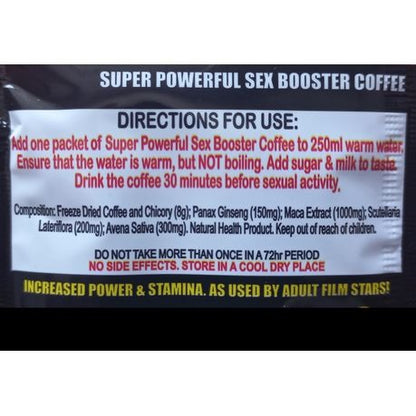 SUPER POWERFUL SEX BOOSTER COFFEE
DIRECTIONS FOR USE:
Add one packet of Super Powerful Sex Booster Coffee to 250ml warm water.
Ensure that the water is warm, but NOT boiling. Add sugar & milk to taste.
Drink the coffee 30 minutes before sexual activity.
Composition: Freeze Dried Coffee and Chicory (8g); Panax Ginseng (150mg); Maca Extract (1000mg); Scutellaria
Lateriflora (200mg); Avena Sativa (300mg). Natural Health Product. Keep out of reach of children.
DO NOT TAKE MORE THAN ONCE IN A 72hr PERIOD
NO SIDE EFFECTS. STORE IN A COOL DRY PLACE
INCREASED POWER & STAMINA. AS USED BY ADULT FILM STARS!